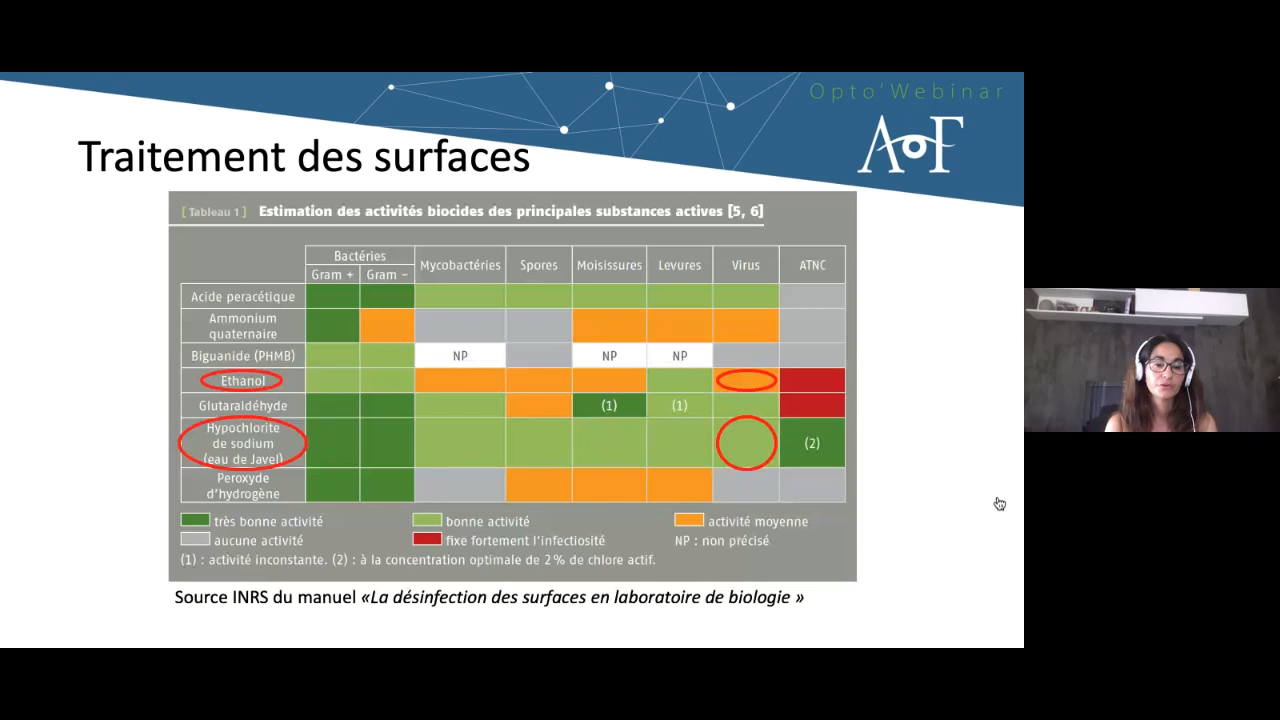 Opto'Webinar
AOF
Traitement des surfaces
[ Tableau 1 ] Estimation des activités biocides des principales substances actives [5, 6]
Bactéries
Gram + Gram – Mycobactéries Spores Moisissures Levures Virus ATNC
Acide peracétique
Ammonium
quaternaire
Biguanide (PHMB) NP NP NP
Ethanol
Glutaraldéhyde (1) (1)
Hypochlorite
de sodium
(eau de Javel) (2)
Peroxyde
d'hydrogène
très bonne activité bonne activité activité moyenne
aucune activité fixe fortement l'infectiosité NP : non précisé
(1) : activité inconstante. (2) : à la concentration optimale de 2 % de chlore actif.
Source INRS du manuel «La désinfection des surfaces en laboratoire de biologie »